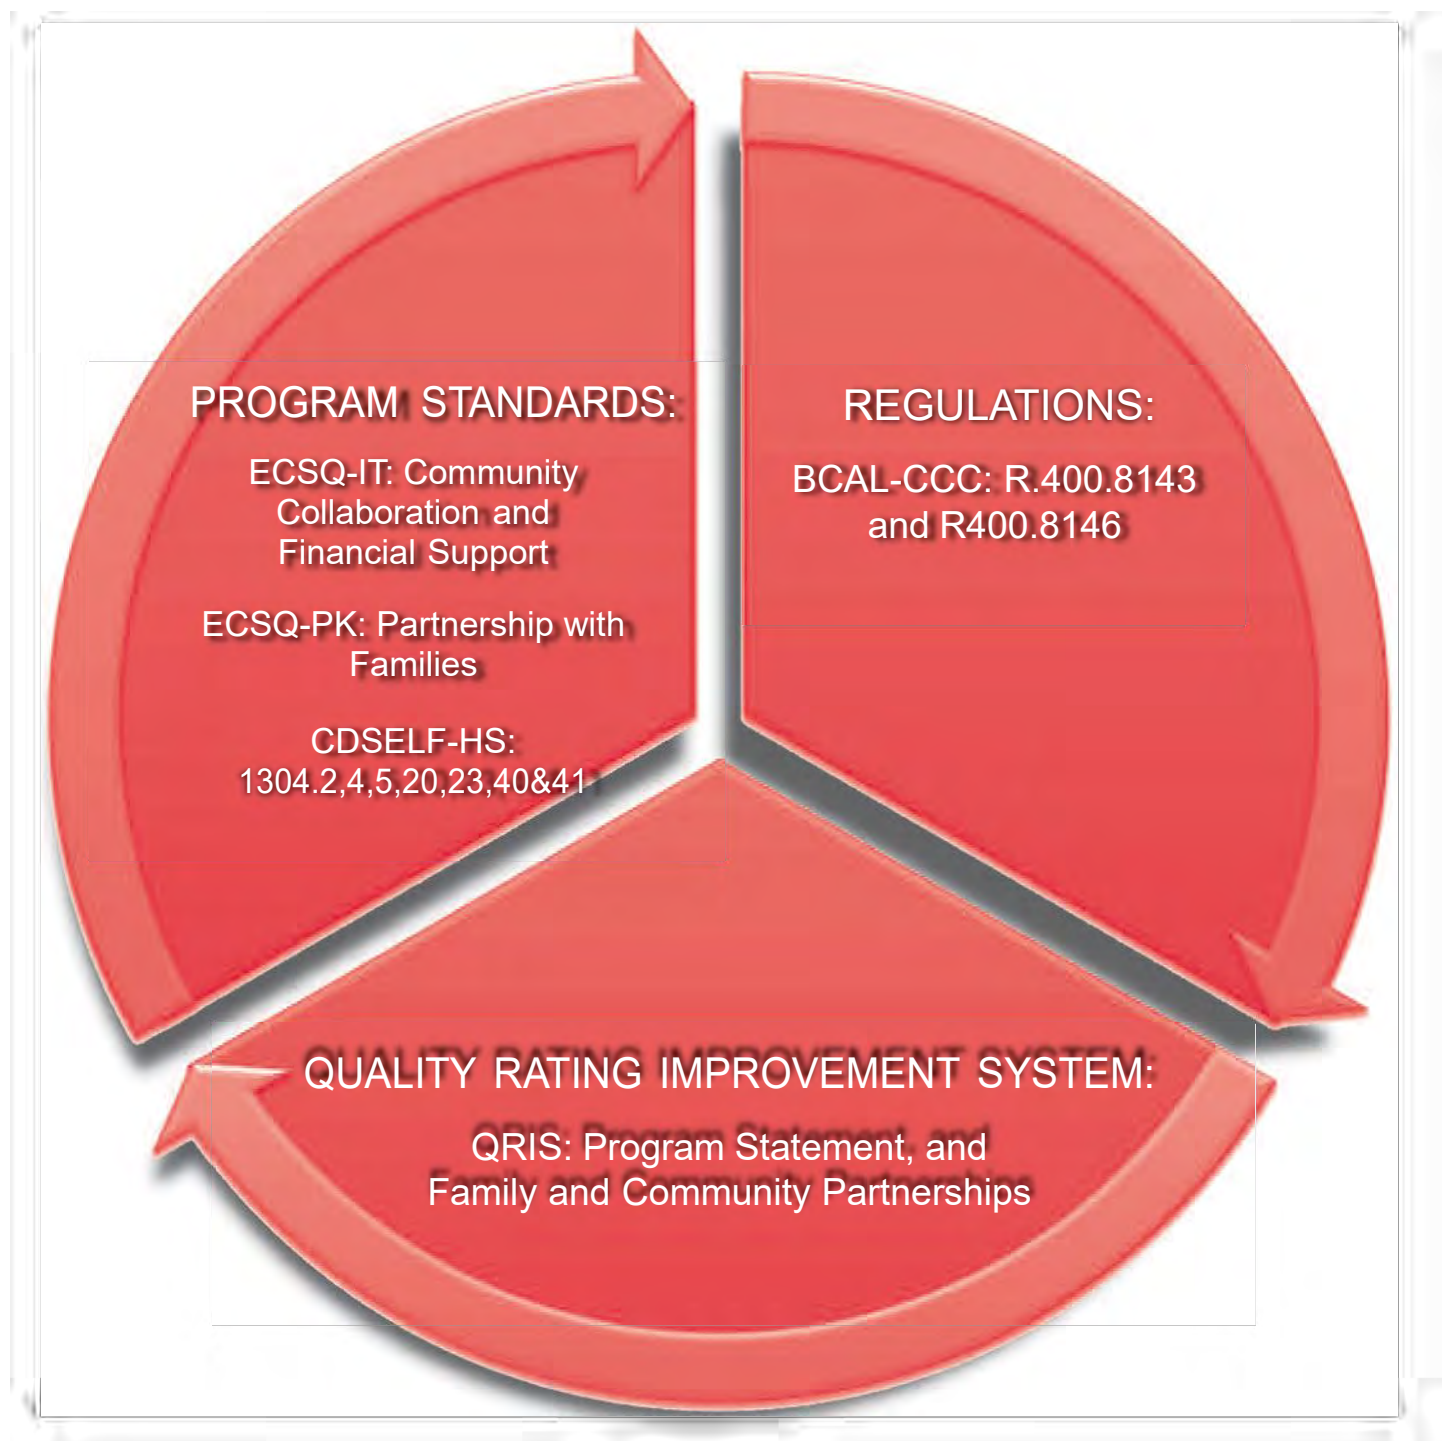 PROGRAM STANDARDS:
ECSQ-IT: Community
Collaboration and
Financial Support
ECSQ-PK: Partnership with
Families
CDSELF-HS:
1304.2,4,5,20,23,40&41
REGULATIONS:
BCAL-CCC: R.400.8143
and R400.8146
QUALITY RATING IMPROVEMENT SYSTEM:
QRIS: Program Statement, and
Family and Community Partnerships